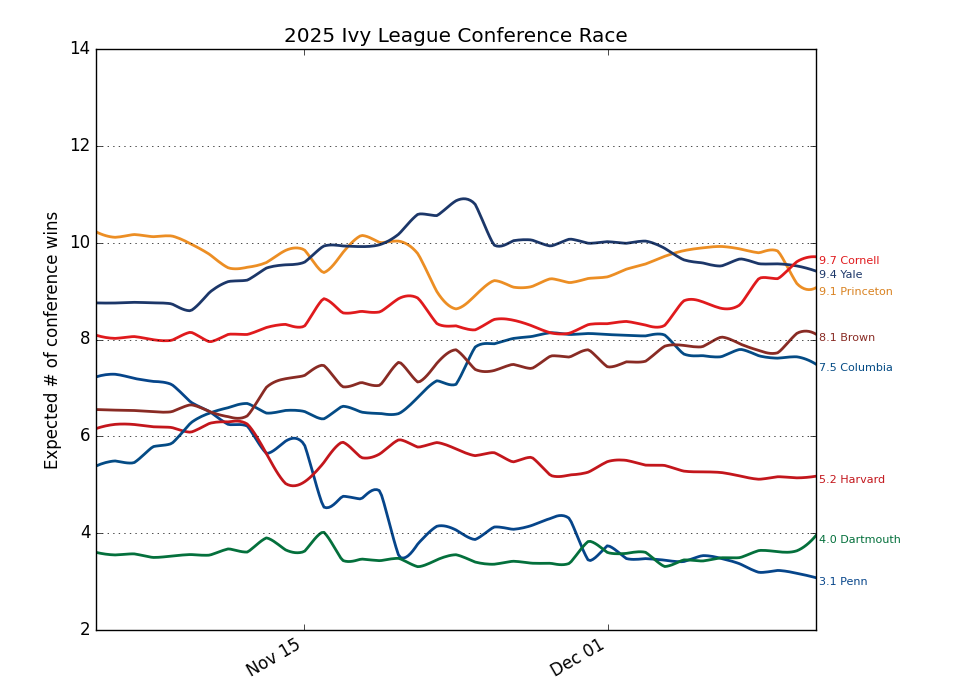 2025 Ivy League Conference Race
Expected # of conference wins
14
12
10
8
6
4
2
Nov 15
Dec 01
9.7 Cornell
9.4 Yale
9.1 Princeton
8.1 Brown
7.5 Columbia
5.2 Harvard
4.0 Dartmouth
3.1 Penn